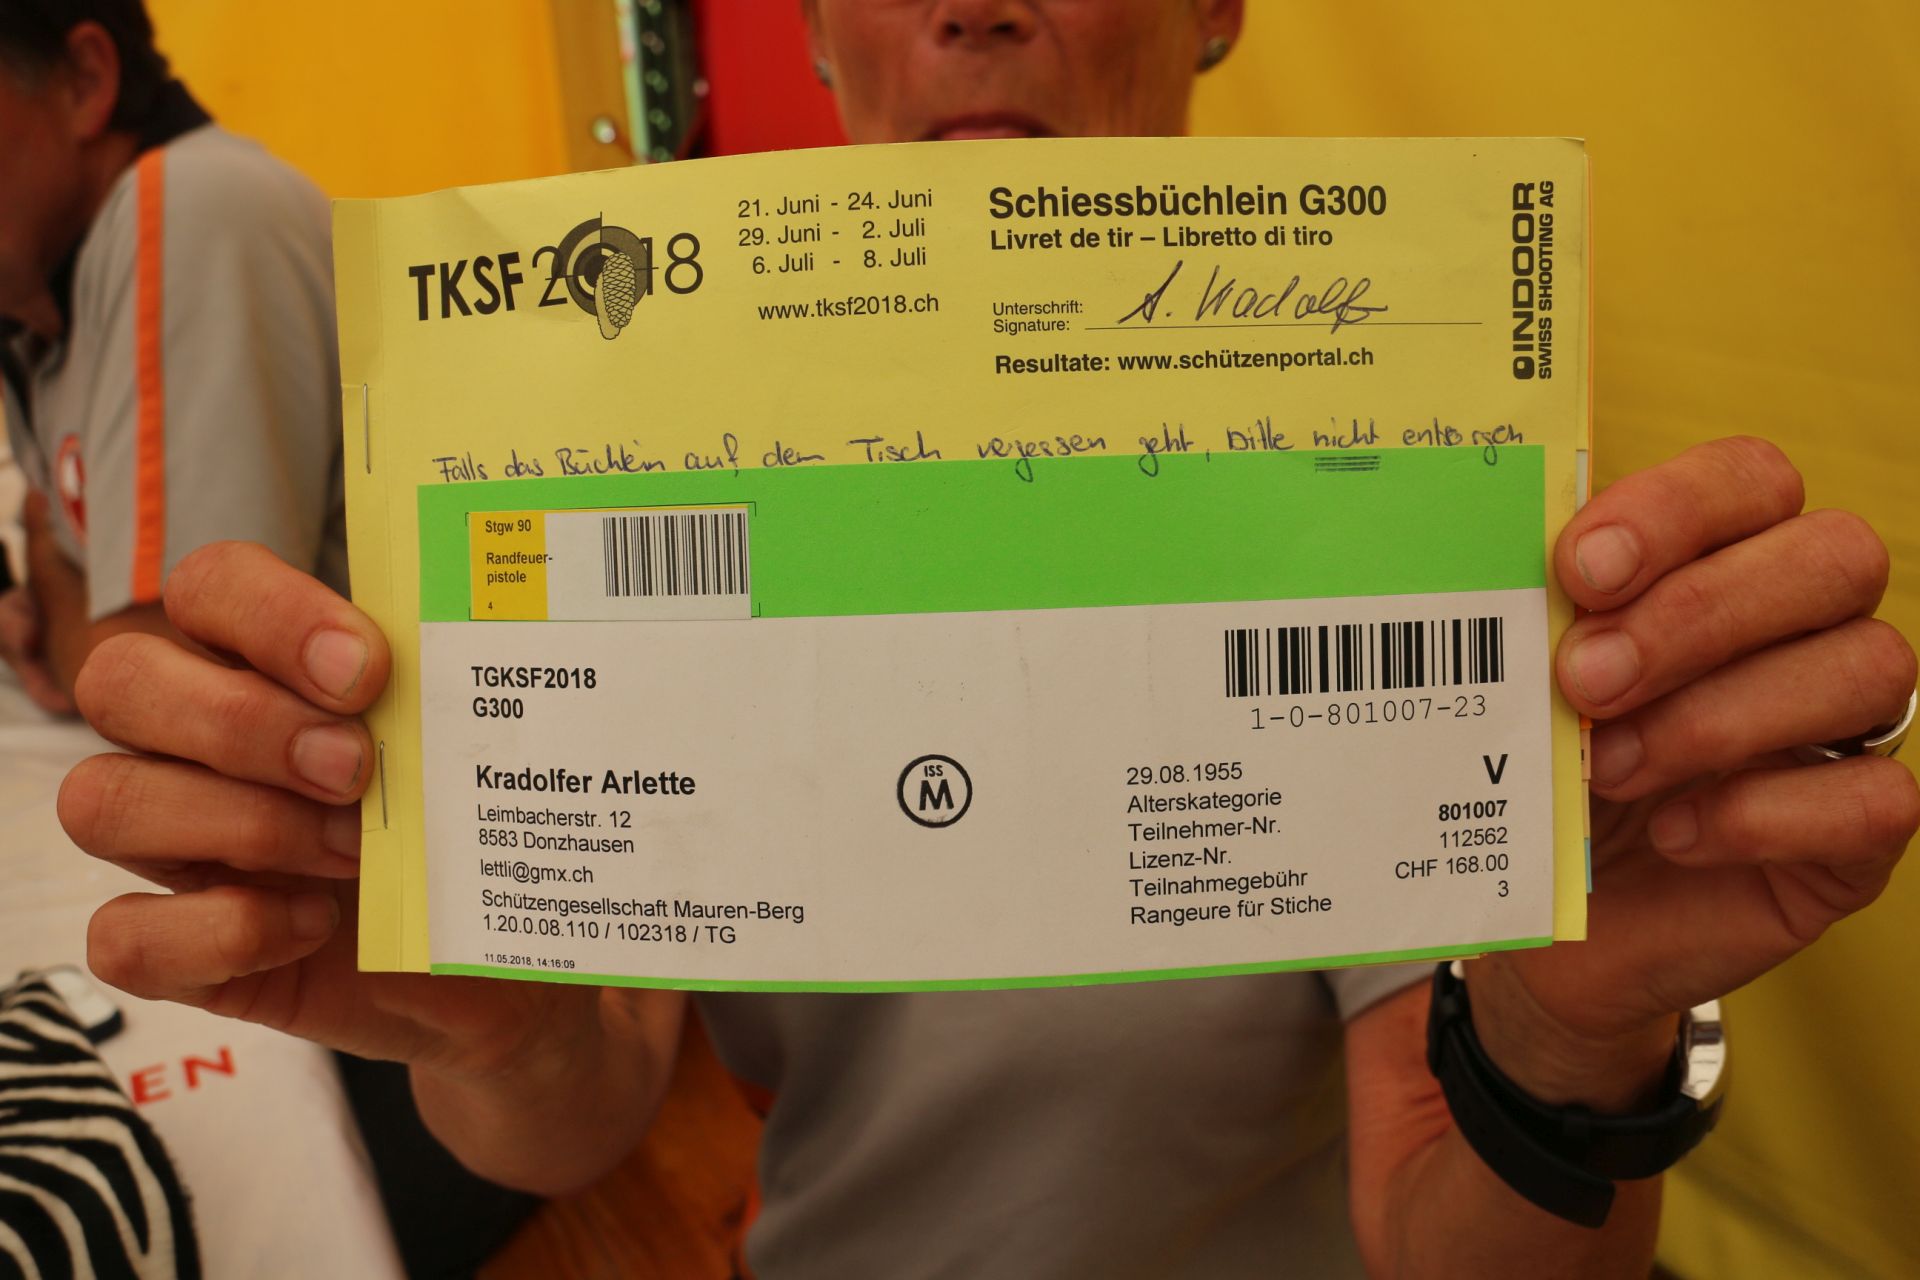 TKSF 2018
21. Juni - 24. Juni
29. Juni - 2. Juli
6. Juli - 8. Juli
www.tksf2018.ch
Schiessbüchlein G300
Livret de tir – Libretto di tiro
Unterschrift:
Signature:
A. Kradolfer
Resultate: www.schützenportal.ch
INDOOR
SWISS SHOOTING AG
Falls das Büchlein auf dem Tisch vergessen geht, bitte nicht entsorgen
Stgw 90
Randfeuer-
pistole
4
TGKSF2018
G300
1-0-801007-23
Kradolfer Arlette
Leimbacherstr. 12
8583 Donzhausen
lettli@gmx.ch
Schützengesellschaft Mauren-Berg
1.20.0.08.110 / 102318 / TG
11.05.2018, 14:16:09
ISS
M
29.08.1955
Alterskategorie V
Teilnehmer-Nr. 801007
Lizenz-Nr. 112562
Teilnahmegebühr CHF 168.00
Rangeure für Stiche 3
EN